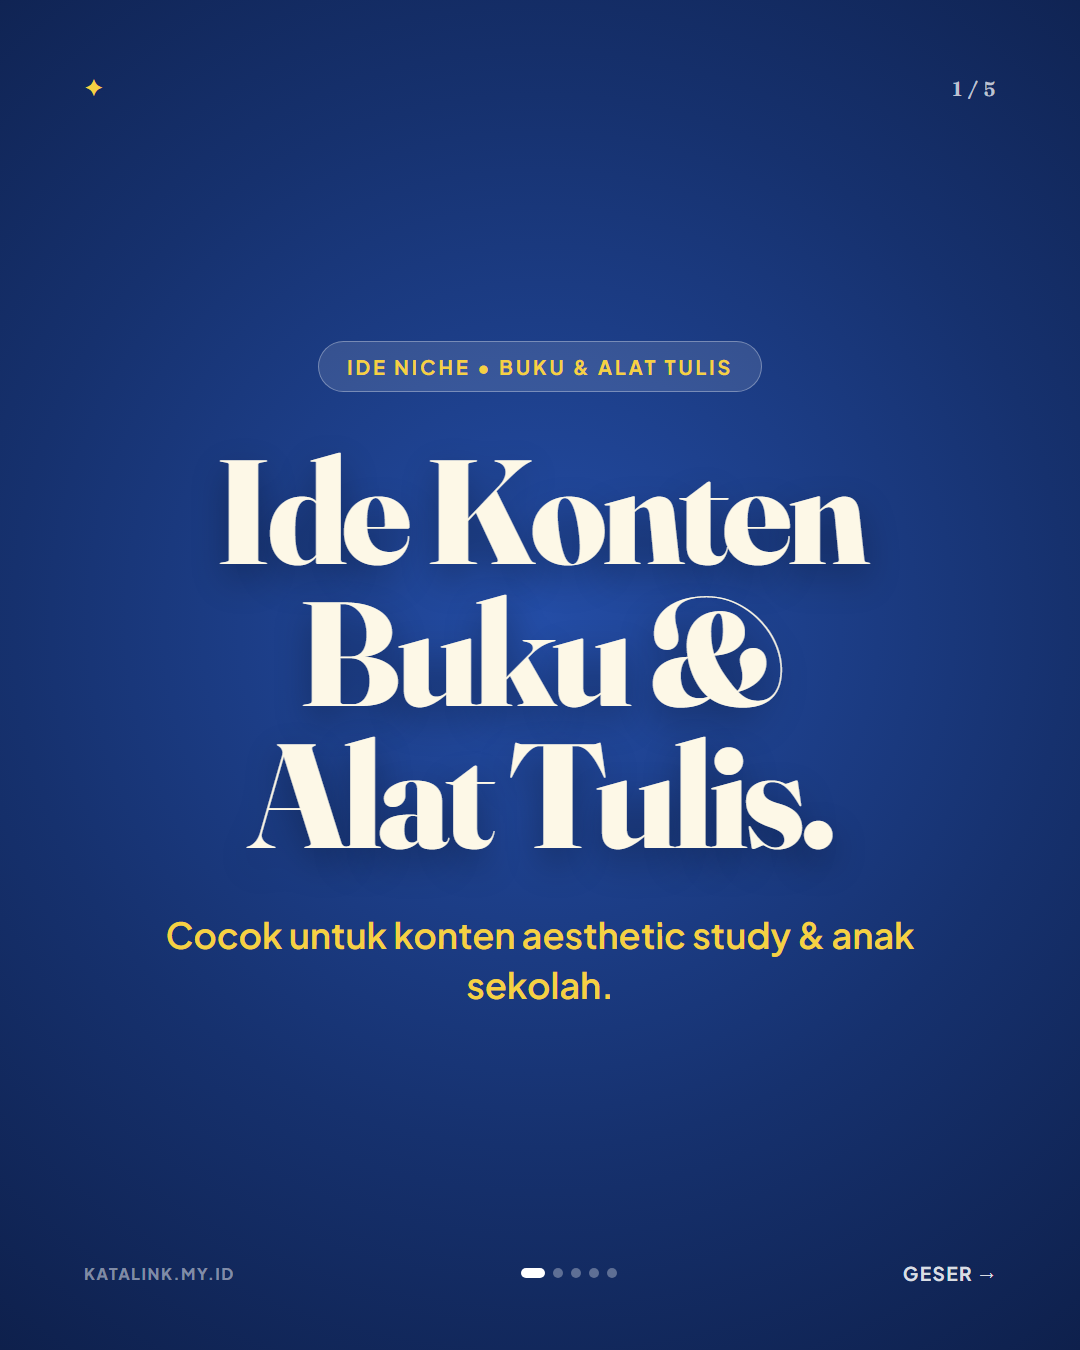 ✦
1 / 5
IDE NICHE • BUKU & ALAT TULIS
Ide Konten
Buku &
Alat Tulis.
Cocok untuk konten aesthetic study & anak
sekolah.
KATALINK.MY.ID
GESER →